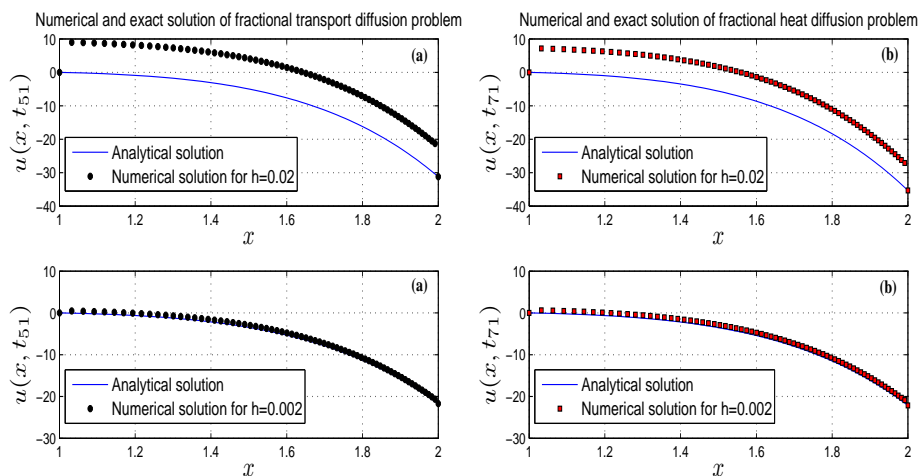 Numerical and exact solution of fractional transport diffusion problem
(a)
10
0
−10
−20
−30
−40
u(x, t51)
Analytical solution
Numerical solution for h=0.02
1
1.2
1.4
1.6
1.8
2
x
Numerical and exact solution of fractional heat diffusion problem
(b)
10
0
−10
−20
−30
−40
u(x, t71)
Analytical solution
Numerical solution for h=0.02
1
1.2
1.4
1.6
1.8
2
x
(a)
10
0
−10
−20
−30
u(x, t51)
Analytical solution
Numerical solution for h=0.002
1
1.2
1.4
1.6
1.8
2
x
(b)
10
0
−10
−20
−30
u(x, t71)
Analytical solution
Numerical solution for h=0.002
1
1.2
1.4
1.6
1.8
2
x